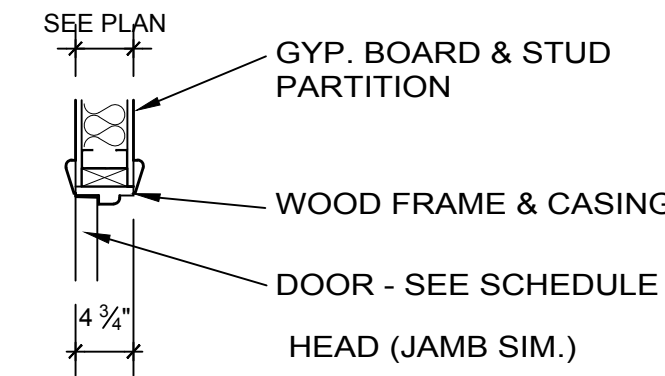 SEE PLAN
GYP. BOARD & STUD
PARTITION
WOOD FRAME & CASING
DOOR - SEE SCHEDULE
4 ¾"
HEAD (JAMB SIM.)